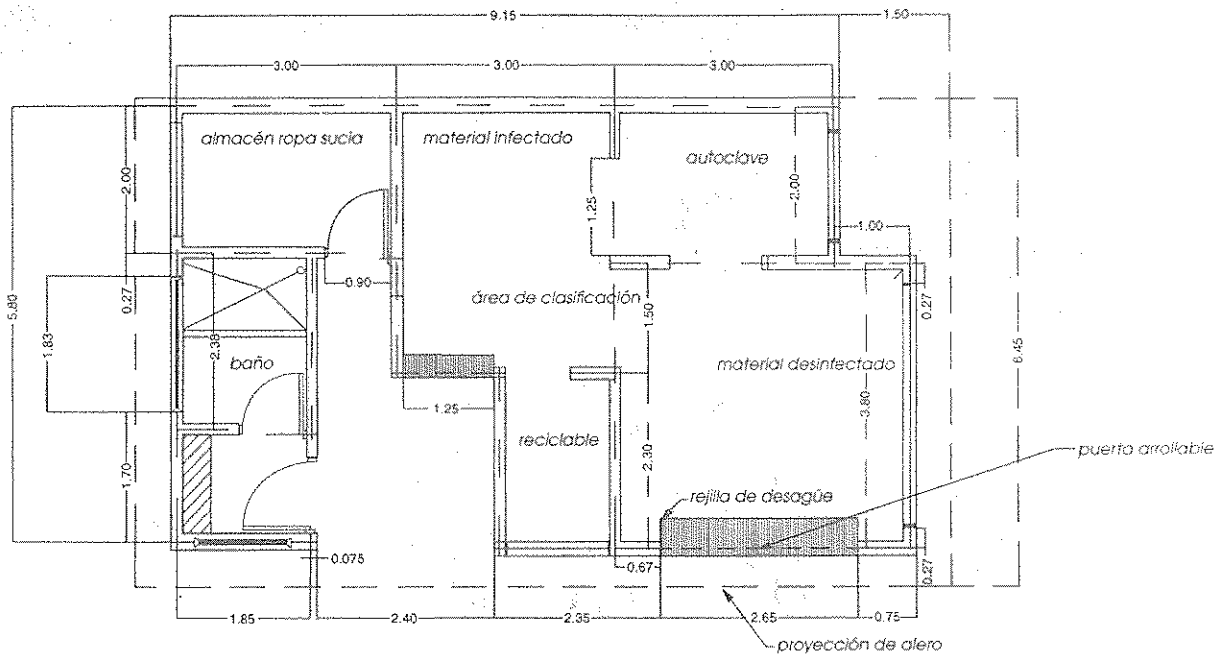 9.15
1.50
3.00
3.00
3.00
almacén ropa sucia
material infectado
autoclave
2.00
2.00
1.25
1.00
0.90
área de clasificación
5.80
0.27
1.50
0.27
1.83
2.38
baño
material desinfectado
6.45
3.80
1.25
reciclable
puerta arrollable
1.70
2.30
rejilla de desagüe
0.075
0.67
0.27
1.85
2.40
2.35
2.65
0.75
proyección de alero